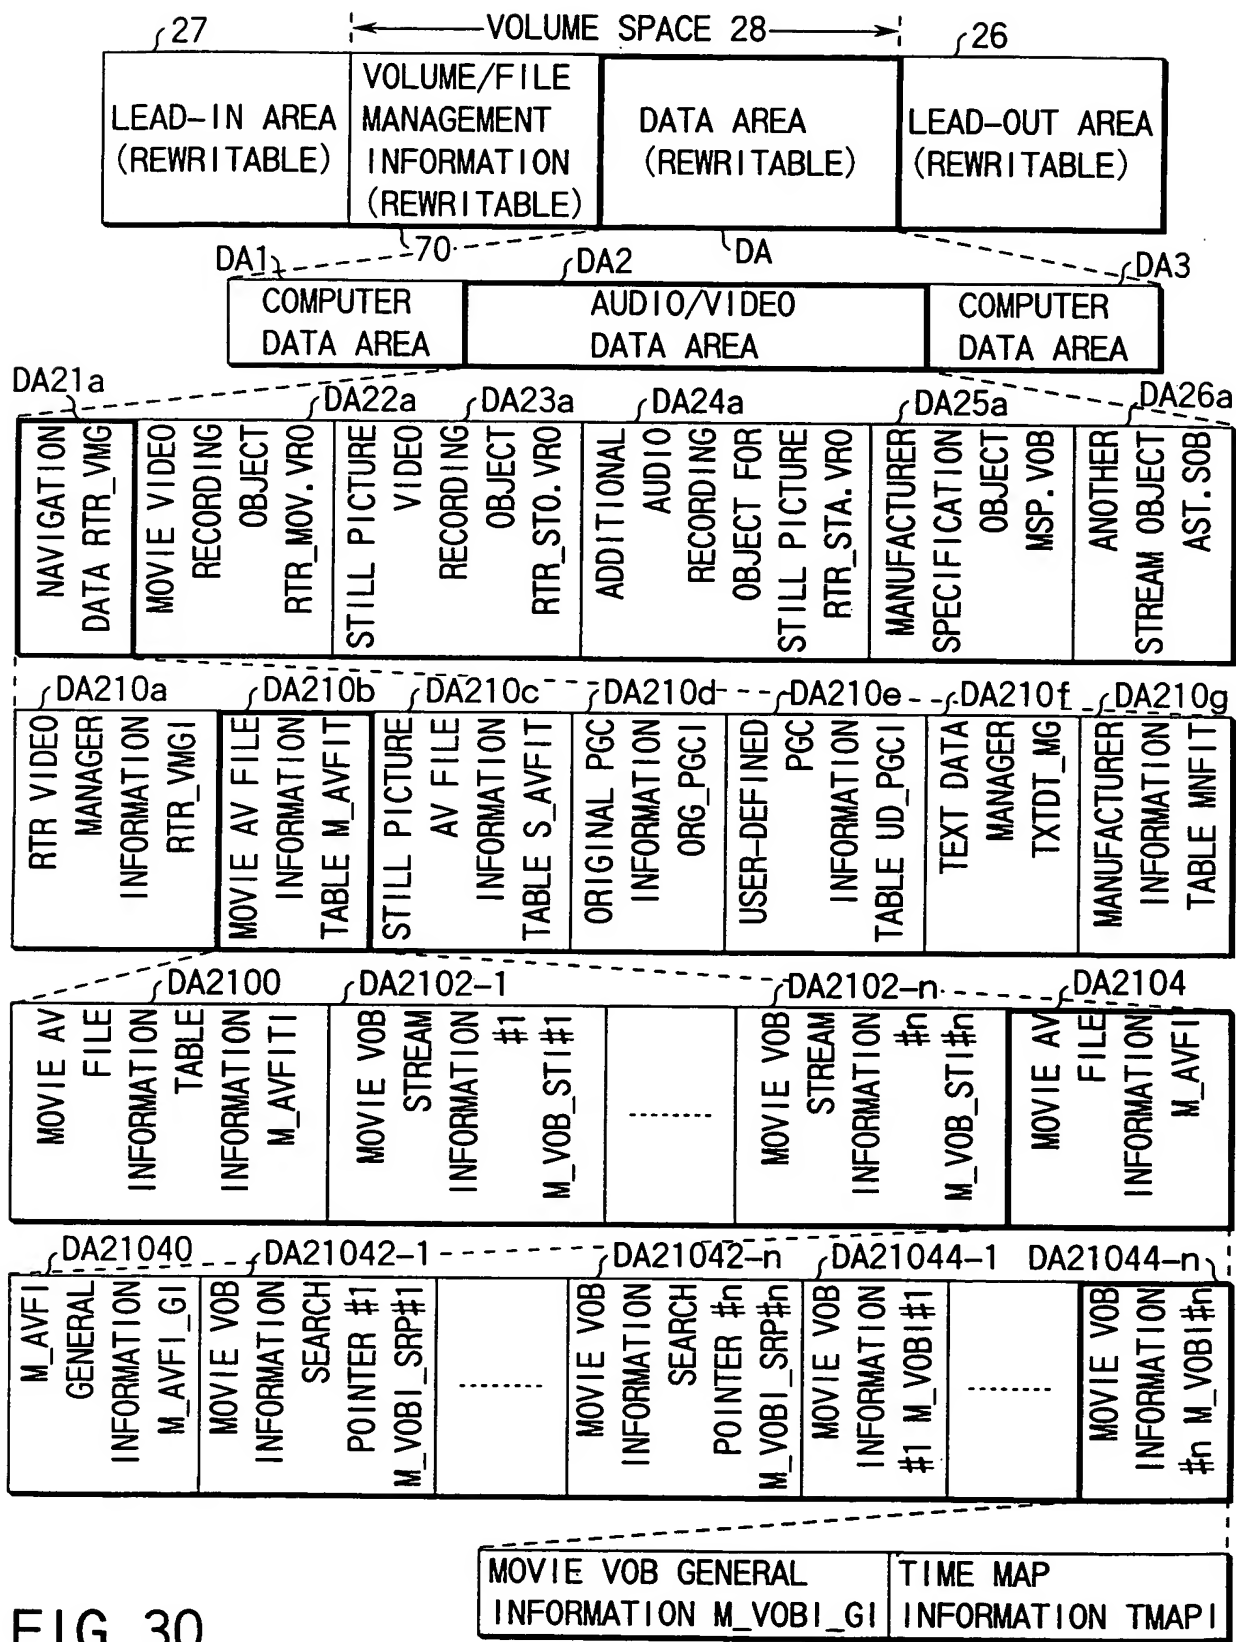 27
VOLUME SPACE 28
26
LEAD-IN AREA
(REWRITABLE)
VOLUME/FILE
MANAGEMENT
INFORMATION
(REWRITABLE)
DATA AREA
(REWRITABLE)
LEAD-OUT AREA
(REWRITABLE)
70
DA
DA1
DA2
DA3
COMPUTER
DATA AREA
AUDIO/VIDEO
DATA AREA
COMPUTER
DATA AREA
DA21a
DA22a
DA23a
DA24a
DA25a
DA26a
NAVIGATION
DATA RTR_VMG
MOVIE VIDEO
RECORDING
OBJECT
RTR_MOV.VRO
STILL PICTURE
VIDEO
RECORDING
OBJECT
RTR_STO.VRO
ADDITIONAL
AUDIO
RECORDING
OBJECT FOR
STILL PICTURE
RTR_STA.VRO
MANUFACTURER
SPECIFICATION
OBJECT
MSP.VOB
ANOTHER
STREAM OBJECT
AST.SOB
DA210a
DA210b
DA210c
DA210d
DA210e
DA210f
DA210g
RTR VIDEO
MANAGER
INFORMATION
RTR_VMGI
MOVIE AV FILE
INFORMATION
TABLE M_AVFIT
STILL PICTURE
AV FILE
INFORMATION
TABLE S_AVFIT
ORIGINAL PGC
INFORMATION
ORG_PGCI
USER-DEFINED
PGC
INFORMATION
TABLE UD_PGCI
TEXT DATA
MANAGER
TXTDT_MG
MANUFACTURER
INFORMATION
TABLE MNFIT
DA2100
DA2102-1
DA2102-n
DA2104
MOVIE AV
FILE
INFORMATION
TABLE
INFORMATION
M_AVFITI
MOVIE VOB
STREAM
INFORMATION
#1
M_VOB_STI#1
.........
MOVIE VOB
STREAM
INFORMATION
#n
M_VOB_STI#n
MOVIE AV
FILE
INFORMATION
M_AVFI
DA21040
DA21042-1
DA21042-n
DA21044-1
DA21044-n
M_AVFI
GENERAL
INFORMATION
M_AVFI_GI
MOVIE VOB
INFORMATION
SEARCH
POINTER #1
M_VOBI_SRP#1
.........
MOVIE VOB
INFORMATION
SEARCH
POINTER #n
M_VOBI_SRP#n
MOVIE VOB
INFORMATION
#1 M_VOBI#1
.........
MOVIE VOB
INFORMATION
#n M_VOBI#n
MOVIE VOB GENERAL
INFORMATION M_VOBI_GI
TIME MAP
INFORMATION TMAPI
FIG. 30